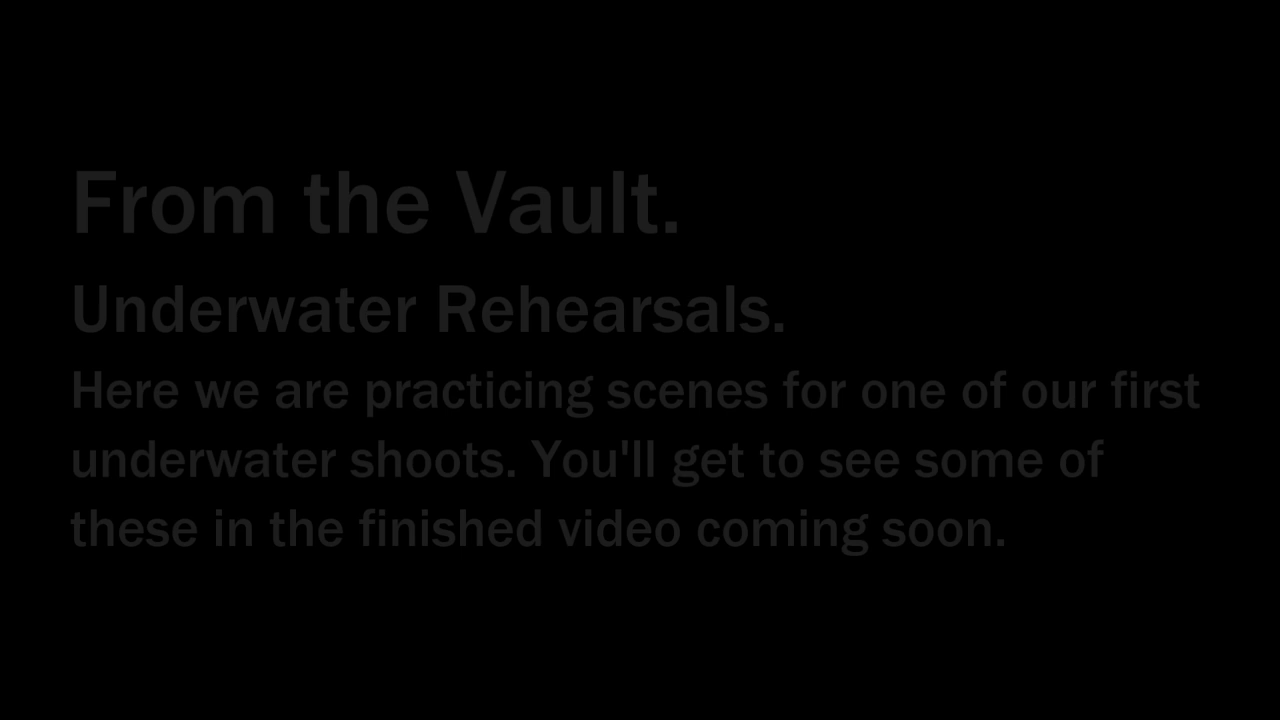 From the Vault.
Underwater Rehearsals.
Here we are practicing scenes for one of our first
underwater shoots. You'll get to see some of
these in the finished video coming soon.